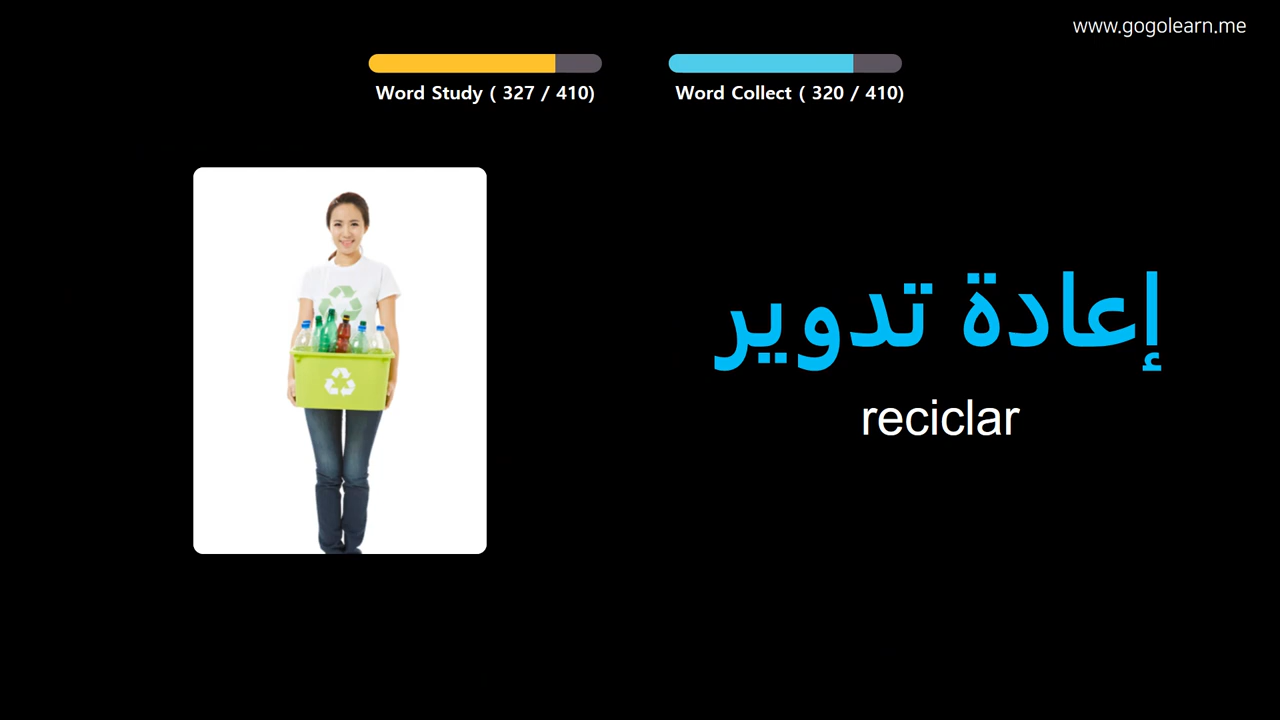 www.gogolearn.me
Word Study ( 327 / 410)
Word Collect ( 320 / 410)
إعادة تدوير
reciclar